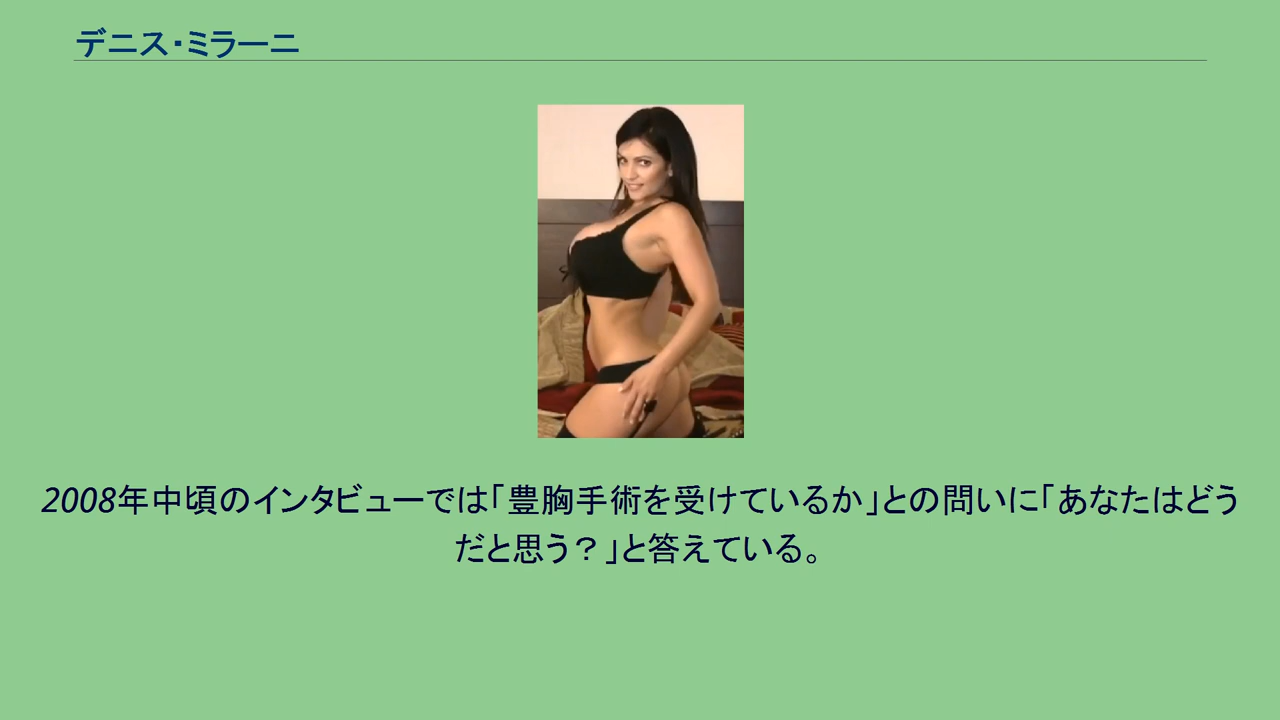 デニス・ミラーニ
2008年中頃のインタビューでは「豊胸手術を受けているか」との問いに「あなたはどう
だと思う？」と答えている。